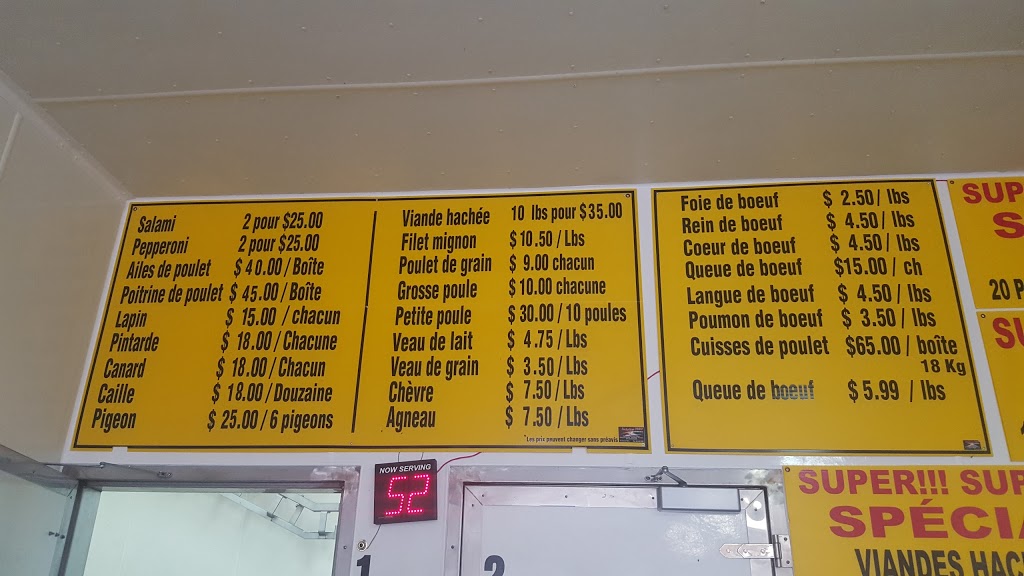 Salami 2 pour $25.00
Pepperoni 2 pour $25.00
Ailes de poulet $ 40.00 / Boîte
Poitrine de poulet $ 45.00 / Boîte
Lapin $ 15.00 / chacun
Pintarde $ 18.00 / Chacune
Canard $ 18.00 / Chacun
Caille $ 18.00 / Douzaine
Pigeon $ 25.00 / 6 pigeons
Viande hachée 10 lbs pour $35.00
Filet mignon $ 10.50 / Lbs
Poulet de grain $ 9.00 chacun
Grosse poule $ 10.00 chacune
Petite poule $ 30.00 / 10 poules
Veau de lait $ 4.75 / Lbs
Veau de grain $ 3.50 / Lbs
Chèvre $ 7.50 / Lbs
Agneau $ 7.50 / Lbs
*Les prix peuvent changer sans préavis
Foie de boeuf $ 2.50 / lbs
Rein de boeuf $ 4.50 / lbs
Coeur de boeuf $ 4.50 / lbs
Queue de boeuf $15.00 / ch
Langue de boeuf $ 4.50 / lbs
Poumon de boeuf $ 3.50 / lbs
Cuisses de poulet $65.00 / boîte
18 Kg
Queue de boeuf $ 5.99 / lbs
SUP
S
20 P
SU
NOW SERVING
52
1
2
SUPER!!! SUP
SPÉCI
VIANDES HAC